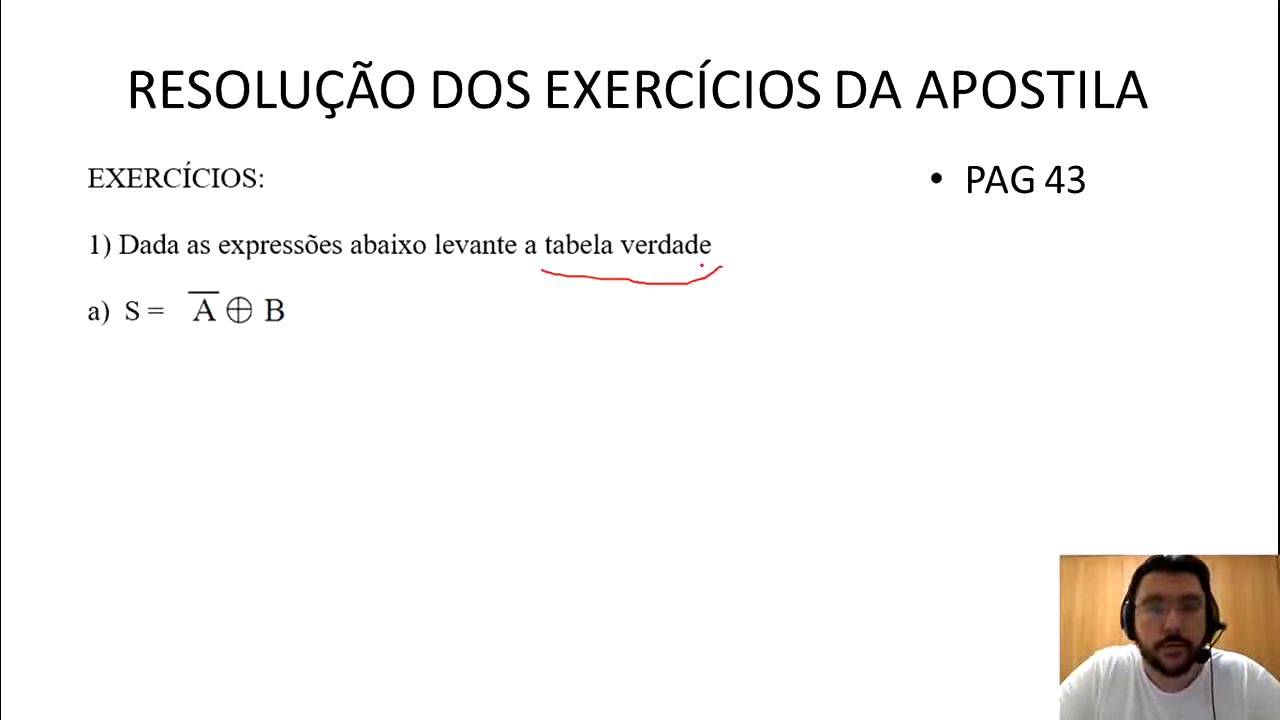 RESOLUÇÃO DOS EXERCÍCIOS DA APOSTILA
EXERCÍCIOS:
• PAG 43
1) Dada as expressões abaixo levante a tabela verdade
a) S = A̅ ⊕ B